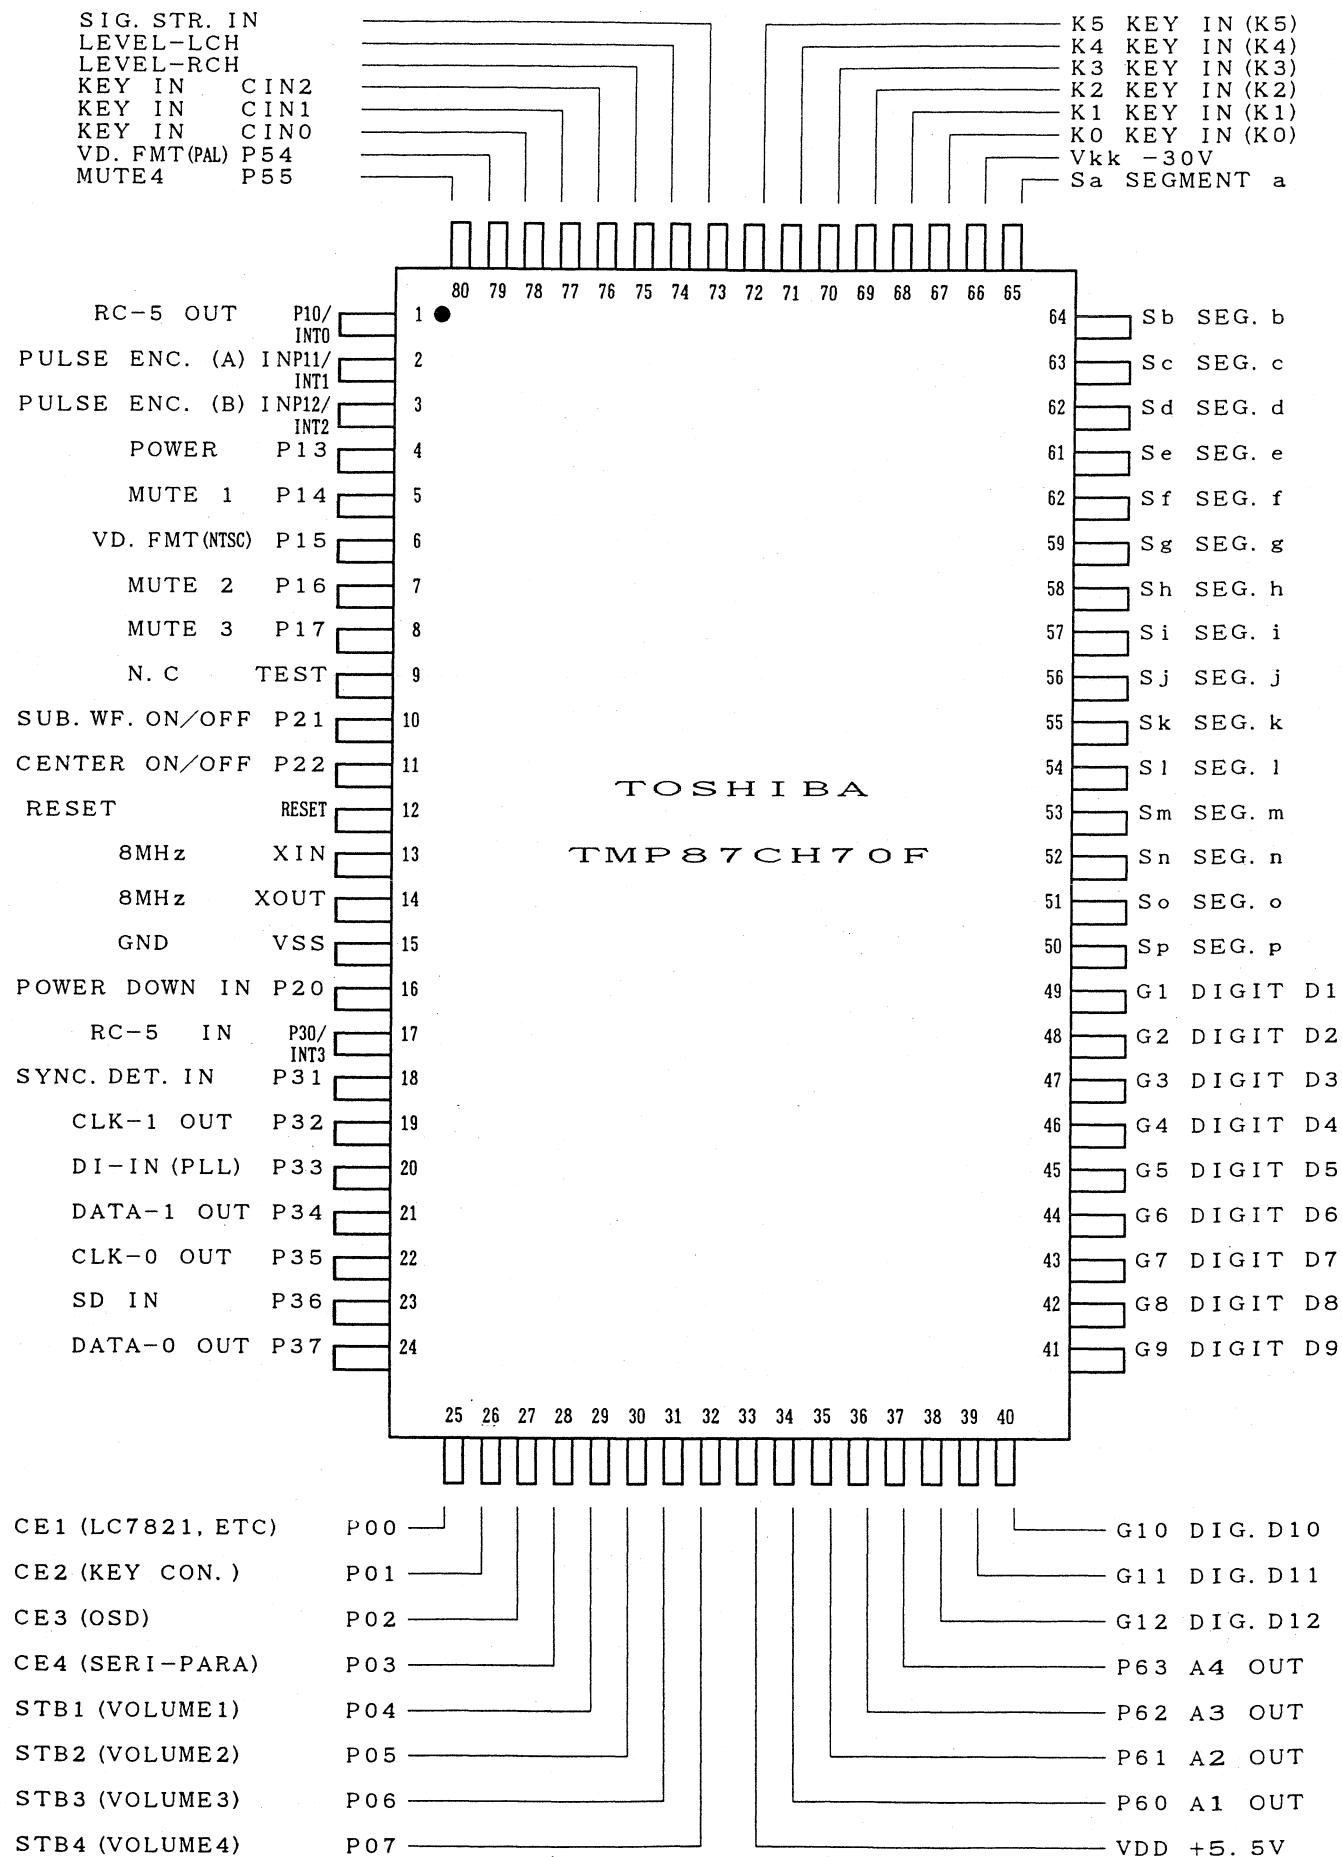 SIG. STR. IN
LEVEL-LCH
LEVEL-RCH
KEY IN CIN2
KEY IN CIN1
KEY IN CIN0
VD. FMT(PAL) P54
MUTE4 P55
K5 KEY IN(K5)
K4 KEY IN(K4)
K3 KEY IN(K3)
K2 KEY IN(K2)
K1 KEY IN(K1)
K0 KEY IN(K0)
Vkk -30V
Sa SEGMENT a
80 79 78 77 76 75 74 73 72 71 70 69 68 67 66 65
RC-5 OUT P10/INT0 1
PULSE ENC. (A) IN P11/INT1 2
PULSE ENC. (B) IN P12/INT2 3
POWER P13 4
MUTE 1 P14 5
VD. FMT(NTSC) P15 6
MUTE 2 P16 7
MUTE 3 P17 8
N.C TEST 9
SUB. WF. ON/OFF P21 10
CENTER ON/OFF P22 11
RESET RESET 12
8MHz XIN 13
8MHz XOUT 14
GND VSS 15
POWER DOWN IN P20 16
RC-5 IN P30/INT3 17
SYNC. DET. IN P31 18
CLK-1 OUT P32 19
DI-IN(PLL) P33 20
DATA-1 OUT P34 21
CLK-0 OUT P35 22
SD IN P36 23
DATA-0 OUT P37 24
TOSHIBA
TMP87CH70F
64 Sb SEG. b
63 Sc SEG. c
62 Sd SEG. d
61 Se SEG. e
62 Sf SEG. f
59 Sg SEG. g
58 Sh SEG. h
57 Si SEG. i
56 Sj SEG. j
55 Sk SEG. k
54 Sl SEG. l
53 Sm SEG. m
52 Sn SEG. n
51 So SEG. o
50 Sp SEG. p
49 G1 DIGIT D1
48 G2 DIGIT D2
47 G3 DIGIT D3
46 G4 DIGIT D4
45 G5 DIGIT D5
44 G6 DIGIT D6
43 G7 DIGIT D7
42 G8 DIGIT D8
41 G9 DIGIT D9
25 26 27 28 29 30 31 32 33 34 35 36 37 38 39 40
CE1(LC7821, ETC) P00
CE2(KEY CON.) P01
CE3(OSD) P02
CE4(SERI-PARA) P03
STB1(VOLUME1) P04
STB2(VOLUME2) P05
STB3(VOLUME3) P06
STB4(VOLUME4) P07
G10 DIG. D10
G11 DIG. D11
G12 DIG. D12
P63 A4 OUT
P62 A3 OUT
P61 A2 OUT
P60 A1 OUT
VDD +5.5V